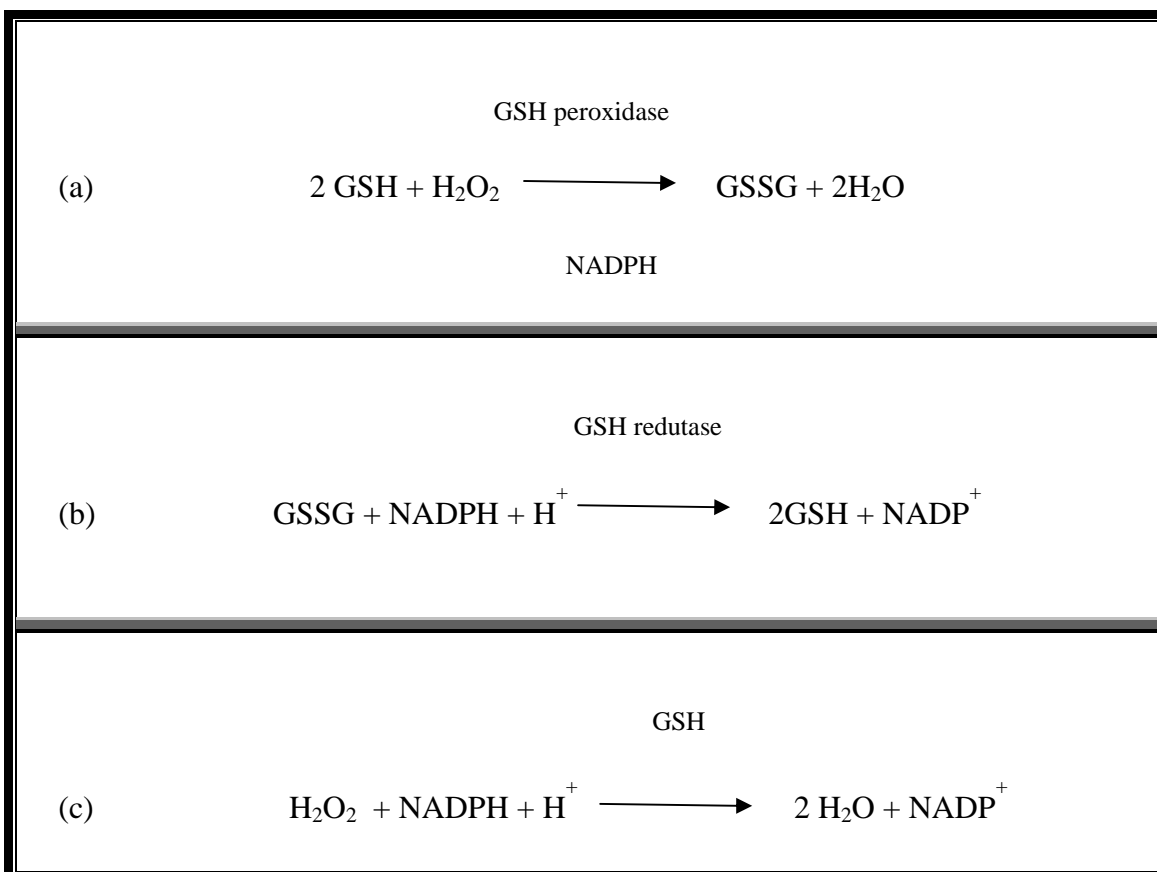 GSH peroxidase
(a) 2 GSH + H₂O₂ ⟶ GSSG + 2H₂O
NADPH
GSH redutase
(b) GSSG + NADPH + H⁺ ⟶ 2GSH + NADP⁺
GSH
(c) H₂O₂ + NADPH + H⁺ ⟶ 2 H₂O + NADP⁺